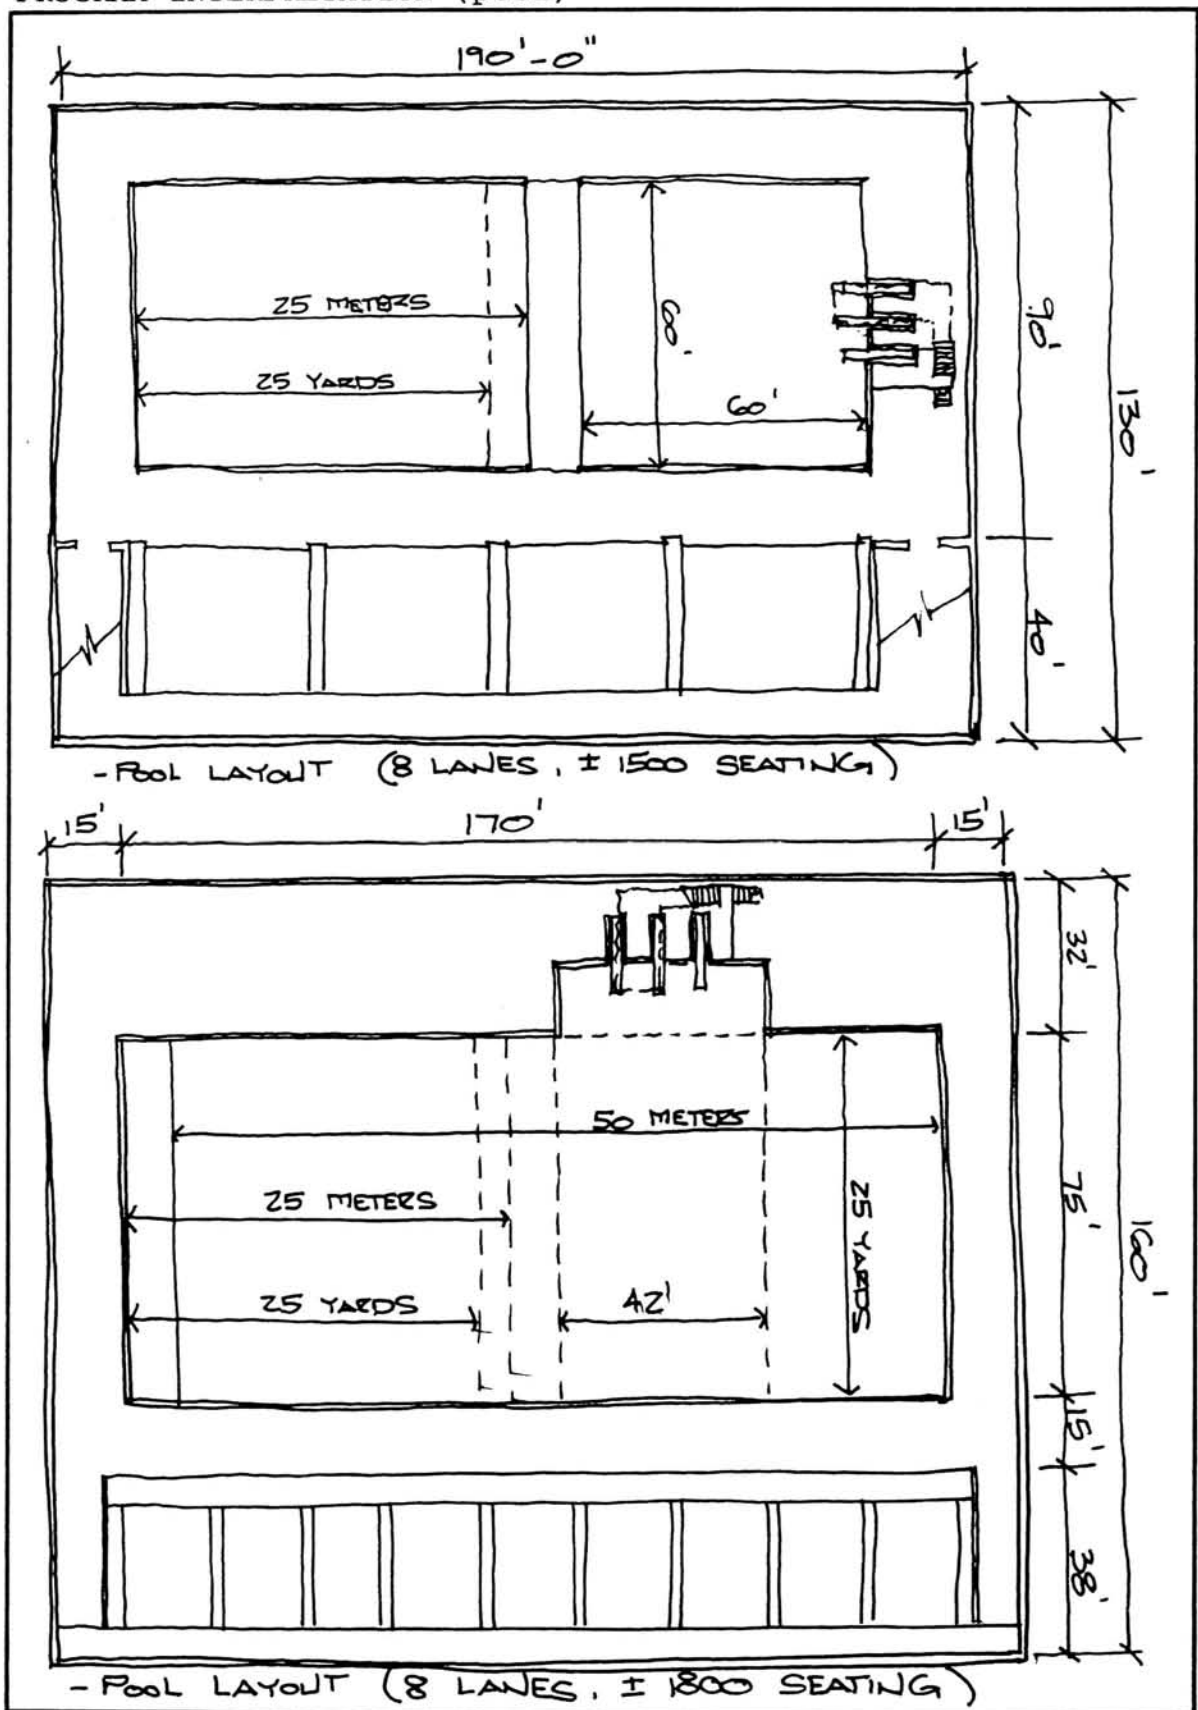 190'-0"
25 METERS
25 YARDS
60'
60'
90'
130'
40'
- POOL LAYOUT (8 LANES, ± 1500 SEATING)
15'
170'
15'
32'
50 METERS
25 METERS
25 YARDS
75'
160'
25 YARDS
42'
15'
38'
- POOL LAYOUT (8 LANES, ± 1800 SEATING)